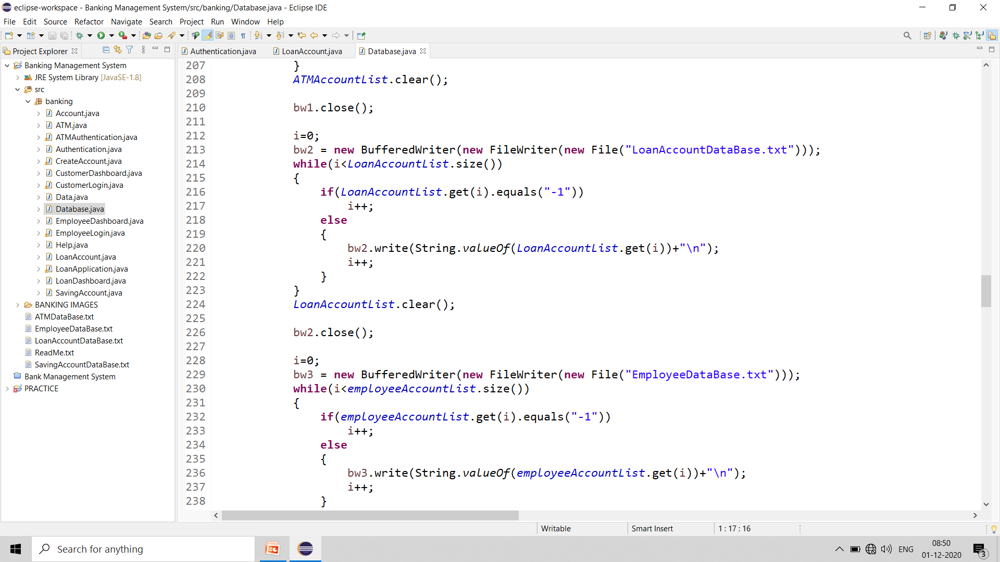 eclipse-workspace - Banking Management System/src/banking/Database.java - Eclipse IDE
File Edit Source Refactor Navigate Search Project Run Window Help
Project Explorer
Banking Management System
JRE System Library [JavaSE-1.8]
src
banking
Account.java
ATM.java
ATMAuthentication.java
Authentication.java
CreateAccount.java
CustomerDashboard.java
CustomerLogin.java
Data.java
Database.java
EmployeeDashboard.java
EmployeeLogin.java
Help.java
LoanAccount.java
LoanApplication.java
LoanDashboard.java
SavingAccount.java
BANKING IMAGES
ATMDataBase.txt
EmployeeDataBase.txt
LoanAccountDataBase.txt
ReadMe.txt
SavingAccountDataBase.txt
Bank Management System
PRACTICE
Authentication.java LoanAccount.java Database.java
207 }
208 ATMAccountList.clear();
209
210 bw1.close();
211
212 i=0;
213 bw2 = new BufferedWriter(new FileWriter(new File("LoanAccountDataBase.txt")));
214 while(i<LoanAccountList.size())
215 {
216 if(LoanAccountList.get(i).equals("-1"))
217 i++;
218 else
219 {
220 bw2.write(String.valueOf(LoanAccountList.get(i))+"\n");
221 i++;
222 }
223 }
224 LoanAccountList.clear();
225
226 bw2.close();
227
228 i=0;
229 bw3 = new BufferedWriter(new FileWriter(new File("EmployeeDataBase.txt")));
230 while(i<employeeAccountList.size())
231 {
232 if(employeeAccountList.get(i).equals("-1"))
233 i++;
234 else
235 {
236 bw3.write(String.valueOf(employeeAccountList.get(i))+"\n");
237 i++;
238 }
Writable Smart Insert 1 : 17 : 16
Search for anything
ENG
08:50
01-12-2020
3